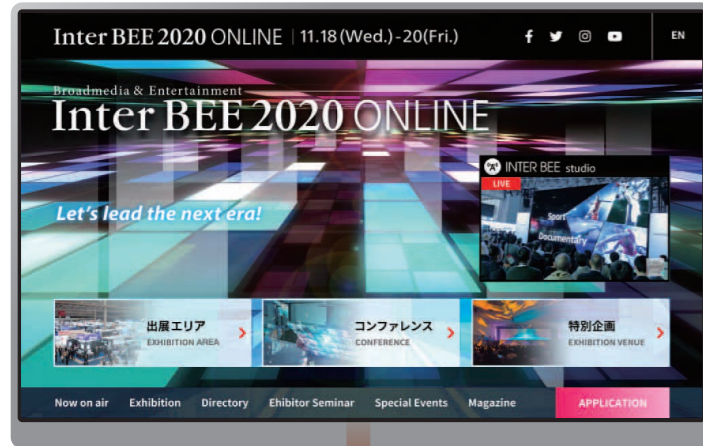 Inter BEE 2020 ONLINE 11.18(Wed.)-20(Fri.)
EN
Broadmedia & Entertainment
Inter BEE 2020 ONLINE
INTER BEE studio
LIVE
Sport
Documentary
Let's lead the next era!
出展エリア
EXHIBITION AREA
コンファレンス
CONFERENCE
特別企画
EXHIBITION VENUE
Now on air Exhibition Directory Ehibitor Seminar Special Events Magazine APPLICATION